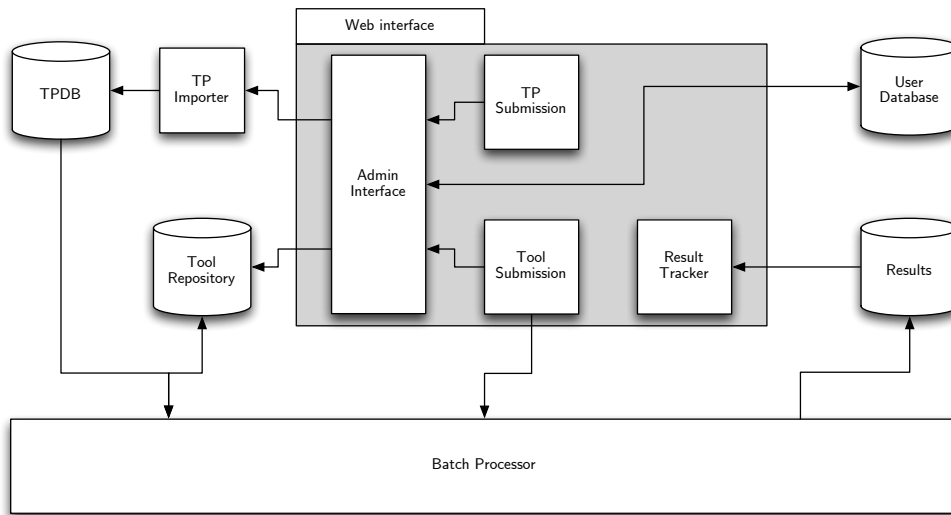 Web interface
TPDB
TP
Importer
TP
Submission
User
Database
Admin
Interface
Tool
Repository
Tool
Submission
Result
Tracker
Results
Batch Processor